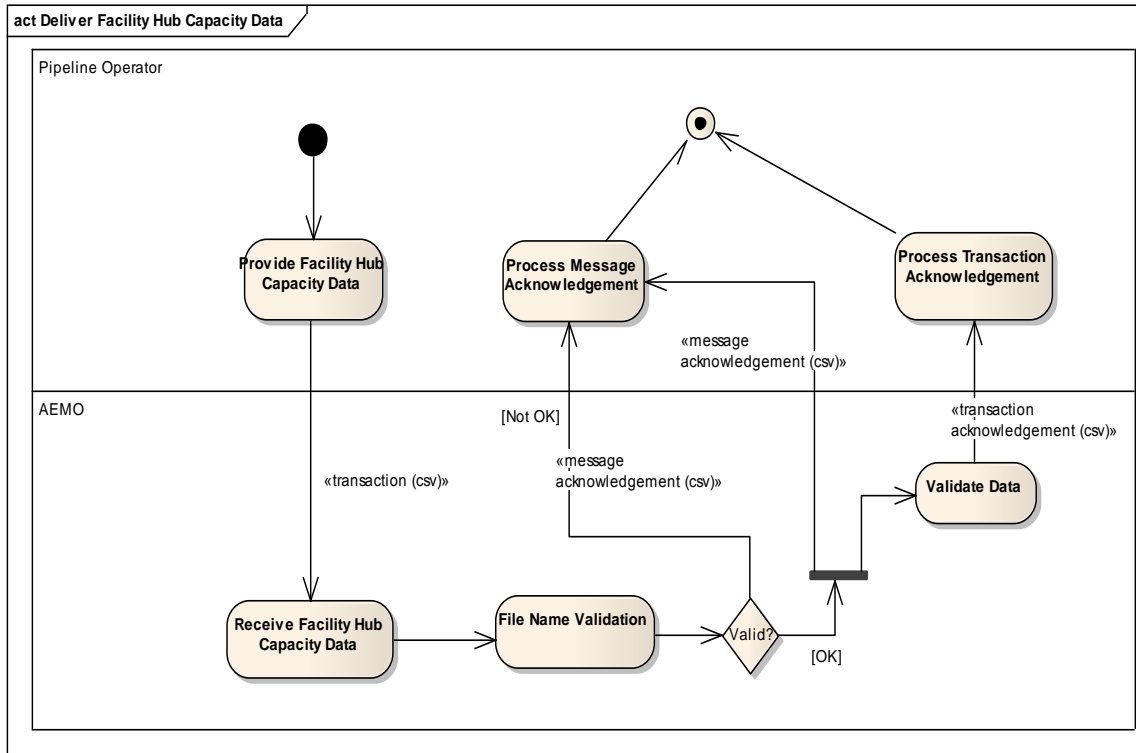 act Deliver Facility Hub Capacity Data
Pipeline Operator
Provide Facility Hub
Capacity Data
Process Message
Acknowledgement
Process Transaction
Acknowledgement
«message
acknowledgement (csv)»
AEMO
[Not OK]
«transaction
acknowledgement (csv)»
«message
acknowledgement (csv)»
«transaction (csv)»
Validate Data
Receive Facility Hub
Capacity Data
File Name Validation
Valid?
[OK]